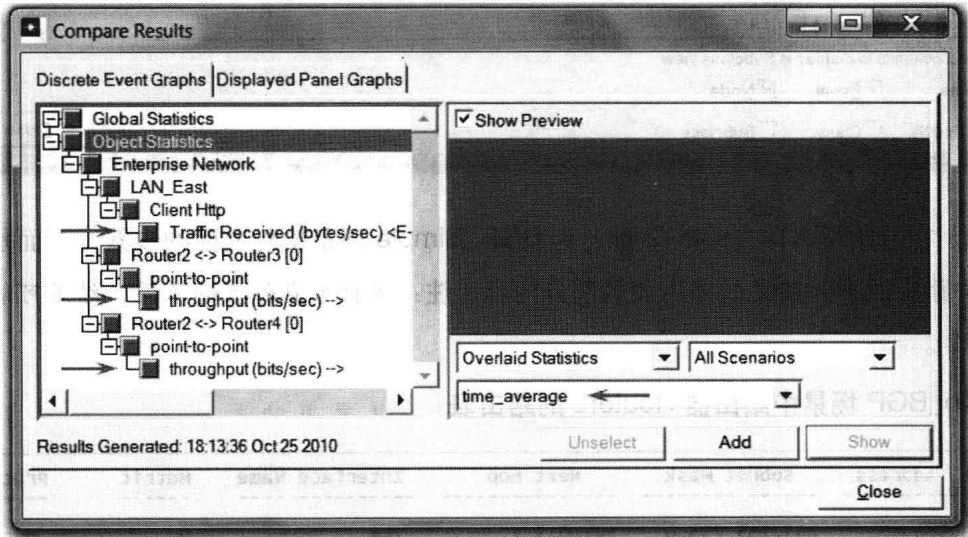 Compare Results
Discrete Event Graphs
Displayed Panel Graphs
Global Statistics
Object Statistics
Enterprise Network
LAN_East
Client Http
Traffic Received (bytes/sec) <E-
Router2 <-> Router3 [0]
point-to-point
throughput (bits/sec) -->
Router2 <-> Router4 [0]
point-to-point
throughput (bits/sec) -->
Show Preview
Overlaid Statistics
All Scenarios
time_average
Results Generated: 18:13:36 Oct 25 2010
Unselect
Add
Show
Close